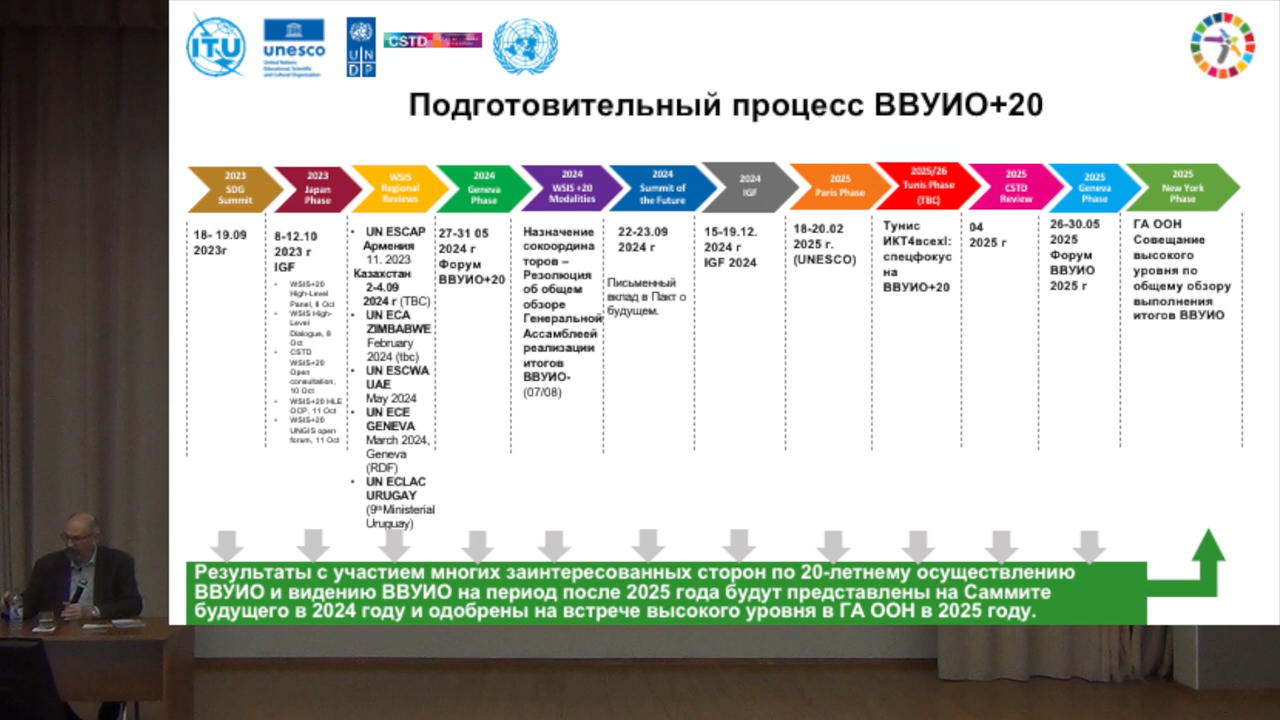 ITU
unesco
United Nations
Educational, Scientific
and Cultural Organization
U N
D P
CSTD
Подготовительный процесс ВВУИО+20
2023
SDG
Summit
2023
Japan
Phase
WSIS
Regional
Reviews
2024
Geneva
Phase
2024
WSIS +20
Modalities
2024
Summit of
the Future
2024
IGF
2025
Paris Phase
2025/26
Tunis Phase
(TBC)
2025
CSTD
Review
2025
Geneva
Phase
2025
New York
Phase
18- 19.09
2023г
8-12.10
2023 г
IGF
• WSIS+20
High-Level
Panel, 8 Oct
• WSIS High-
Level
Dialogue, 8
Oct
• CSTD
WSIS+20
Open
consultation,
10 Oct
• WSIS+20 HLE
OCP, 11 Oct
• WSIS+20
UNGIS open
forum, 11 Oct
• UN ESCAP
Армения
11. 2023
Казахстан
2-4.09
2024 г (TBC)
• UN ECA
ZIMBABWE
February
2024 (tbc)
• UN ESCWA
UAE
May 2024
• UN ECE
GENEVA
March 2024,
Geneva
(RDF)
• UN ECLAC
URUGAY
(9th Ministerial
Uruguay)
27-31 05
2024 г
Форум
ВВУИО+20
Назначение
сокоордина
торов –
Резолюция
об общем
обзоре
Генеральной
Ассамблеей
реализации
итогов
ВВУИО-
(07/08)
22-23.09
2024 г
Письменный
вклад в Пакт о
будущем.
15-19.12.
2024 г
IGF 2024
18-20.02
2025 г.
(UNESCO)
Тунис
ИКТ4всехl:
спецфокус
на
ВВУИО+20
04
2025 г
26-30.05
2025
Форум
ВВУИО
2025 г
ГА ООН
Совещание
высокого
уровня по
общему обзору
выполнения
итогов ВВУИО
Результаты с участием многих заинтересованных сторон по 20-летнему осуществлению
ВВУИО и видению ВВУИО на период после 2025 года будут представлены на Саммите
будущего в 2024 году и одобрены на встрече высокого уровня в ГА ООН в 2025 году.